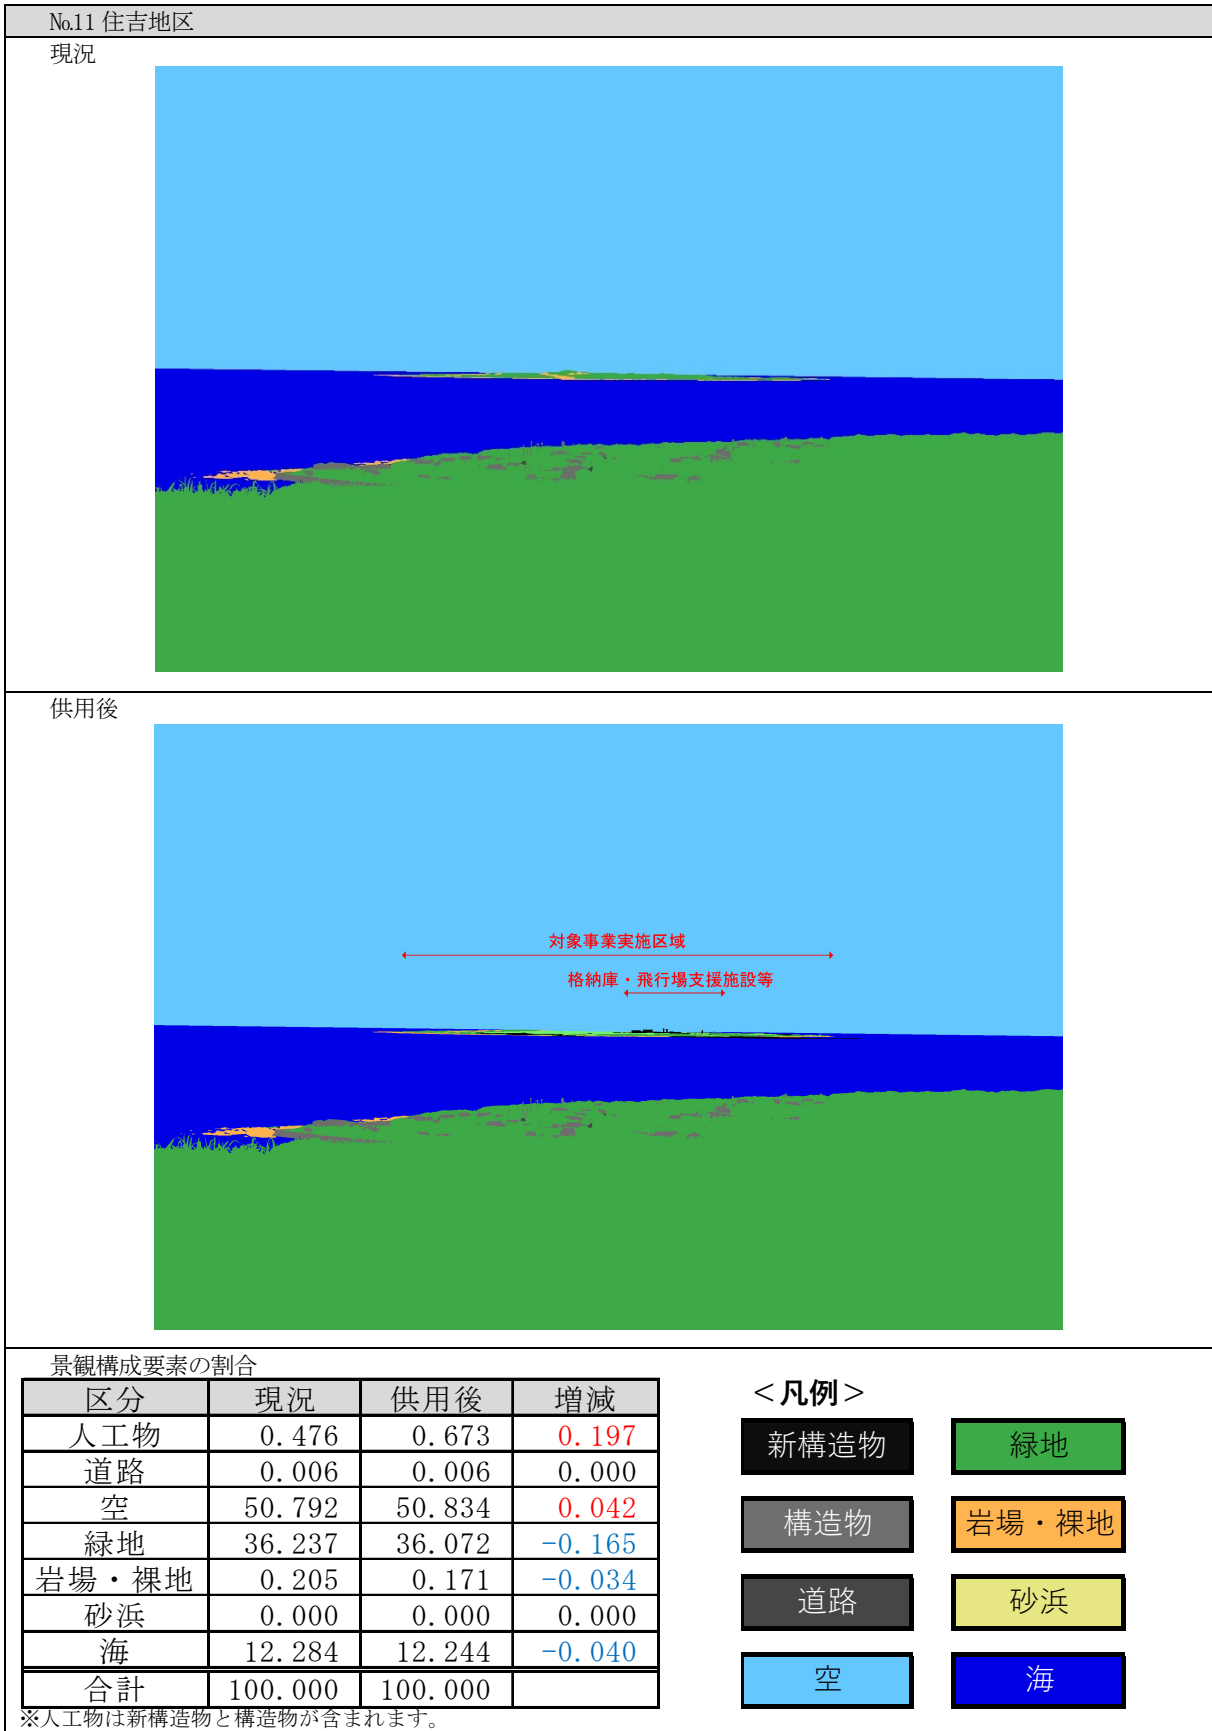 №11 住吉地区
現況
供用後
対象事業実施区域
格納庫・飛行場支援施設等
景観構成要素の割合
区分 現況 供用後 増減
人工物 0.476 0.673 0.197
道路 0.006 0.006 0.000
空 50.792 50.834 0.042
緑地 36.237 36.072 -0.165
岩場・裸地 0.205 0.171 -0.034
砂浜 0.000 0.000 0.000
海 12.284 12.244 -0.040
合計 100.000 100.000
※人工物は新構造物と構造物が含まれます。
＜凡例＞
新構造物 緑地
構造物 岩場・裸地
道路 砂浜
空 海